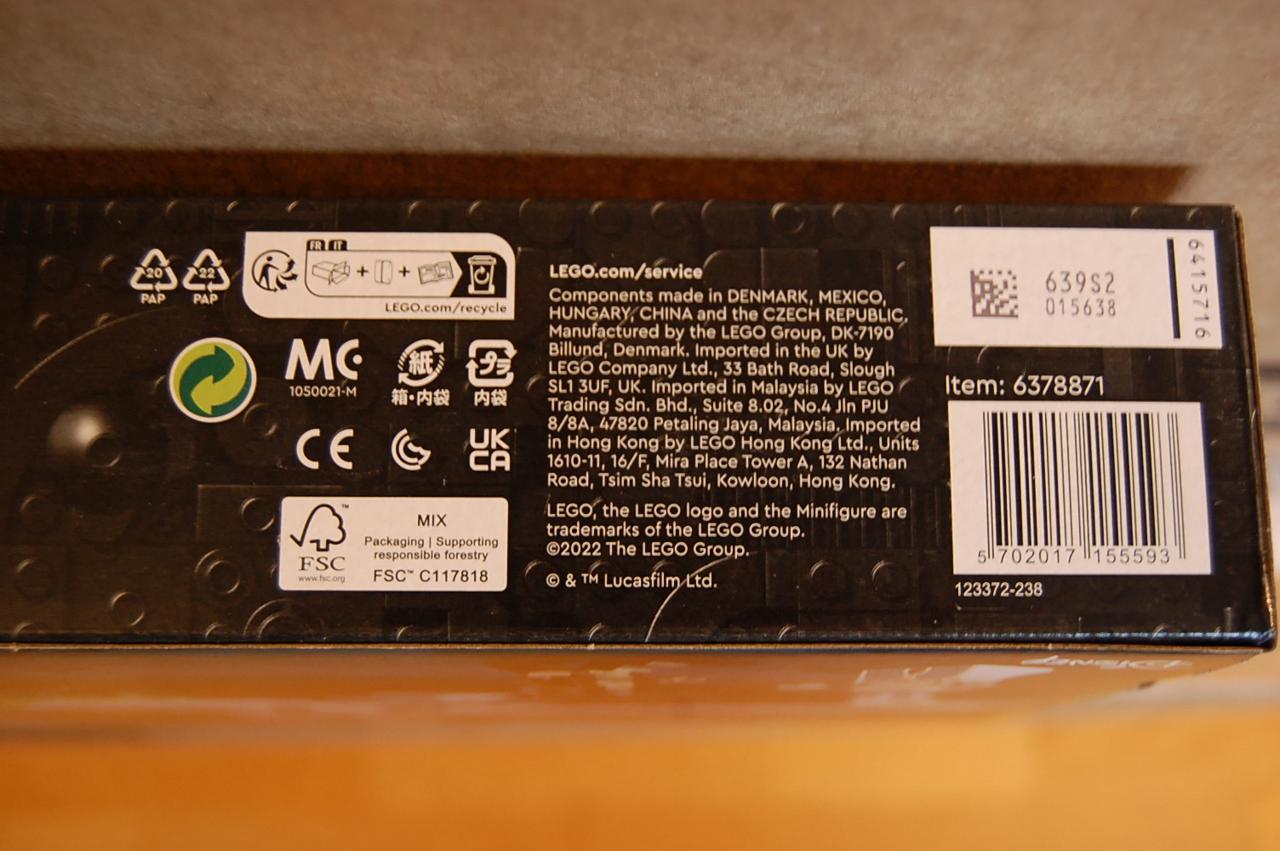 20
PAP
22
PAP
FR IT
+ +
LEGO.com/recycle
MC
1050021-M
紙
箱・内袋
プラ
内袋
CE
UK
CA
FSC
www.fsc.org
MIX
Packaging | Supporting
responsible forestry
FSC™ C117818
LEGO.com/service
Components made in DENMARK, MEXICO,
HUNGARY, CHINA and the CZECH REPUBLIC.
Manufactured by the LEGO Group, DK-7190
Billund, Denmark. Imported in the UK by
LEGO Company Ltd., 33 Bath Road, Slough
SL1 3UF, UK. Imported in Malaysia by LEGO
Trading Sdn. Bhd., Suite 8.02, No.4 Jln PJU
8/8A, 47820 Petaling Jaya, Malaysia. Imported
in Hong Kong by LEGO Hong Kong Ltd., Units
1610-11, 16/F, Mira Place Tower A, 132 Nathan
Road, Tsim Sha Tsui, Kowloon, Hong Kong.
LEGO, the LEGO logo and the Minifigure are
trademarks of the LEGO Group.
©2022 The LEGO Group.
© & ™ Lucasfilm Ltd.
639S2
015638
6415716
Item: 6378871
5 702017 155593
123372-238